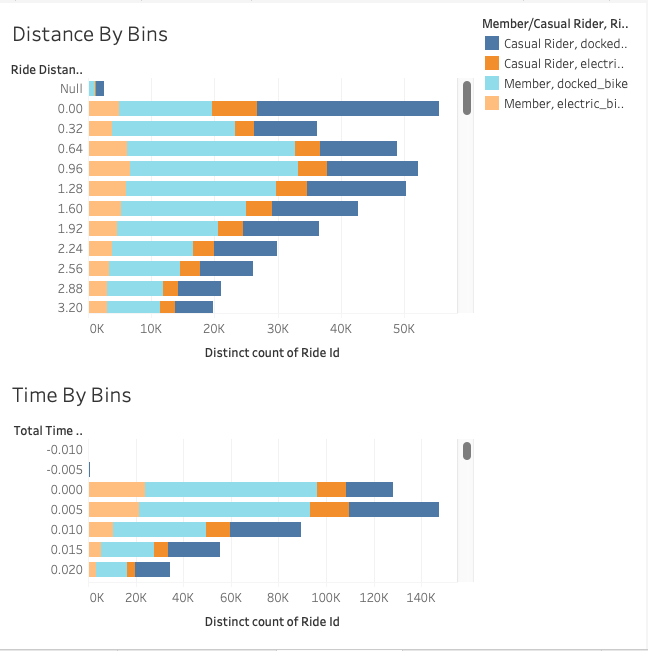 Distance By Bins
Member/Casual Rider, Ri..
Casual Rider, docked..
Casual Rider, electri..
Member, docked_bike
Member, electric_bi..
Ride Distan..
Null
0.00
0.32
0.64
0.96
1.28
1.60
1.92
2.24
2.56
2.88
3.20
0K 10K 20K 30K 40K 50K
Distinct count of Ride Id
Time By Bins
Total Time ..
-0.010
-0.005
0.000
0.005
0.010
0.015
0.020
0K 20K 40K 60K 80K 100K 120K 140K
Distinct count of Ride Id